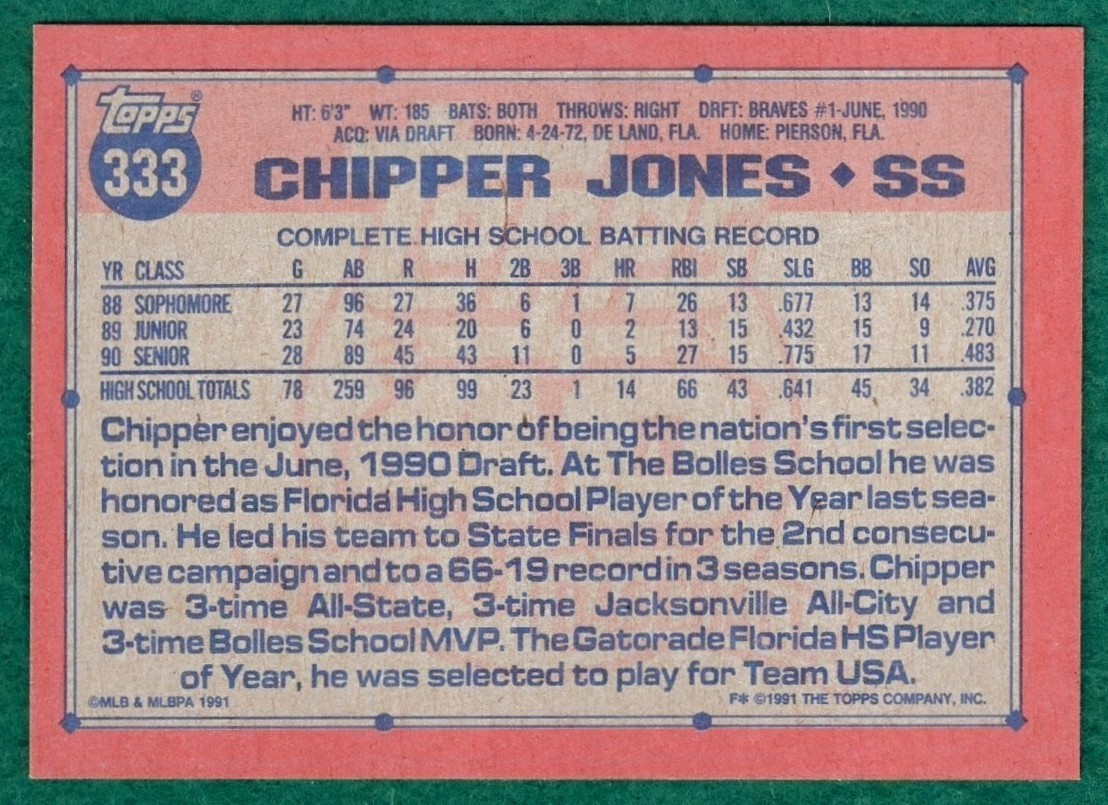 topps®
333
HT: 6'3" WT: 185 BATS: BOTH THROWS: RIGHT DRFT: BRAVES #1-JUNE, 1990
ACQ: VIA DRAFT BORN: 4-24-72, DE LAND, FLA. HOME: PIERSON, FLA.
CHIPPER JONES ♦ SS
COMPLETE HIGH SCHOOL BATTING RECORD
YR CLASS G AB R H 2B 3B HR RBI SB SLG BB SO AVG
88 SOPHOMORE 27 96 27 36 6 1 7 26 13 .677 13 14 .375
89 JUNIOR 23 74 24 20 6 0 2 13 15 .432 15 9 .270
90 SENIOR 28 89 45 43 11 0 5 27 15 .775 17 11 .483
HIGH SCHOOL TOTALS 78 259 96 99 23 1 14 66 43 .641 45 34 .382
Chipper enjoyed the honor of being the nation's first selec-
tion in the June, 1990 Draft. At The Bolles School he was
honored as Florida High School Player of the Year last sea-
son. He led his team to State Finals for the 2nd consecu-
tive campaign and to a 66-19 record in 3 seasons. Chipper
was 3-time All-State, 3-time Jacksonville All-City and
3-time Bolles School MVP. The Gatorade Florida HS Player
of Year, he was selected to play for Team USA.
©MLB & MLBPA 1991 F✻ ©1991 THE TOPPS COMPANY, INC.